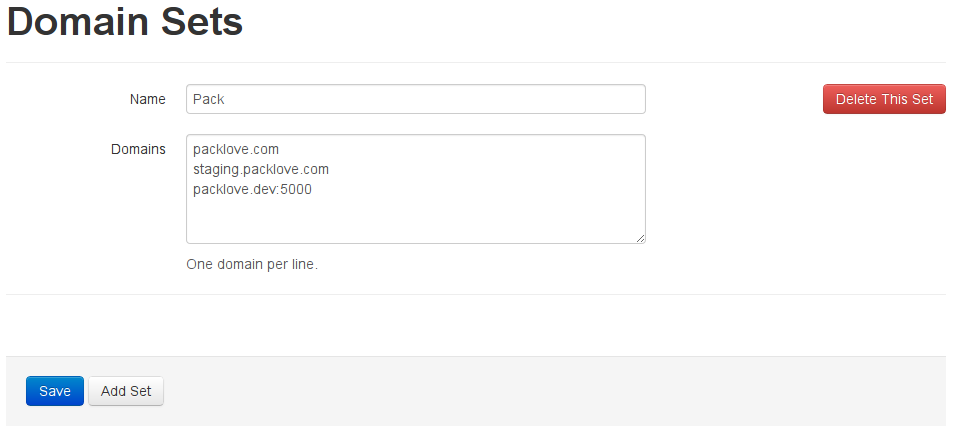 Domain Sets
Name
Pack
Delete This Set
Domains
packlove.com
staging.packlove.com
packlove.dev:5000
One domain per line.
Save
Add Set